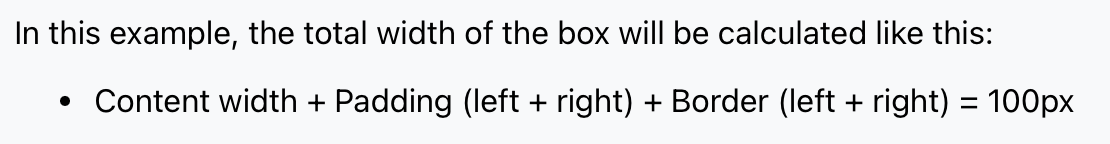 In this example, the total width of the box will be calculated like this:
• Content width + Padding (left + right) + Border (left + right) = 100px